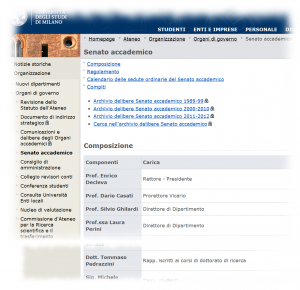 DEGLI STUDI
DI MILANO
STUDENTI ENTI E IMPRESE PERSONALE
Homepage Ateneo Organizzazione Organi di governo Senato accademico
Notizie storiche
Organizzazione
Nuovi dipartimenti
Organi di governo
Revisione dello
Statuto dell'Ateneo
Documento di indirizzo
strategico
Comunicazioni e
delibere degli Organi
accademici
Senato accademico
Consiglio di
amministrazione
Collegio revisori conti
Conferenze studenti
Consulta Università
Enti locali
Nucleo di valutazione
Commissione d'Ateneo
per la Ricerca
scientifica e il
trasferimento
Senato accademico
Composizione
Regolamento
Calendario delle sedute ordinarie del Senato accademico
Compiti
Archivio delibere Senato accademico 1989-99
Archivio delibere Senato accademico 2000-2010
Archivio delibere Senato accademico 2011-2012
Cerca nell'archivio delibere Senato accademico
Composizione
Componenti Carica
Prof. Enrico
Decleva Rettore - Presidente
Prof. Dario Casati Prorettore Vicario
Prof. Silvio Ghilardi Direttore di Dipartimento
Prof.ssa Laura
Perini Direttore di Dipartimento
Dott. Tommaso
Pedrazzini Rapp. iscritti ai corsi di dottorato di ricerca
Sig. Michele